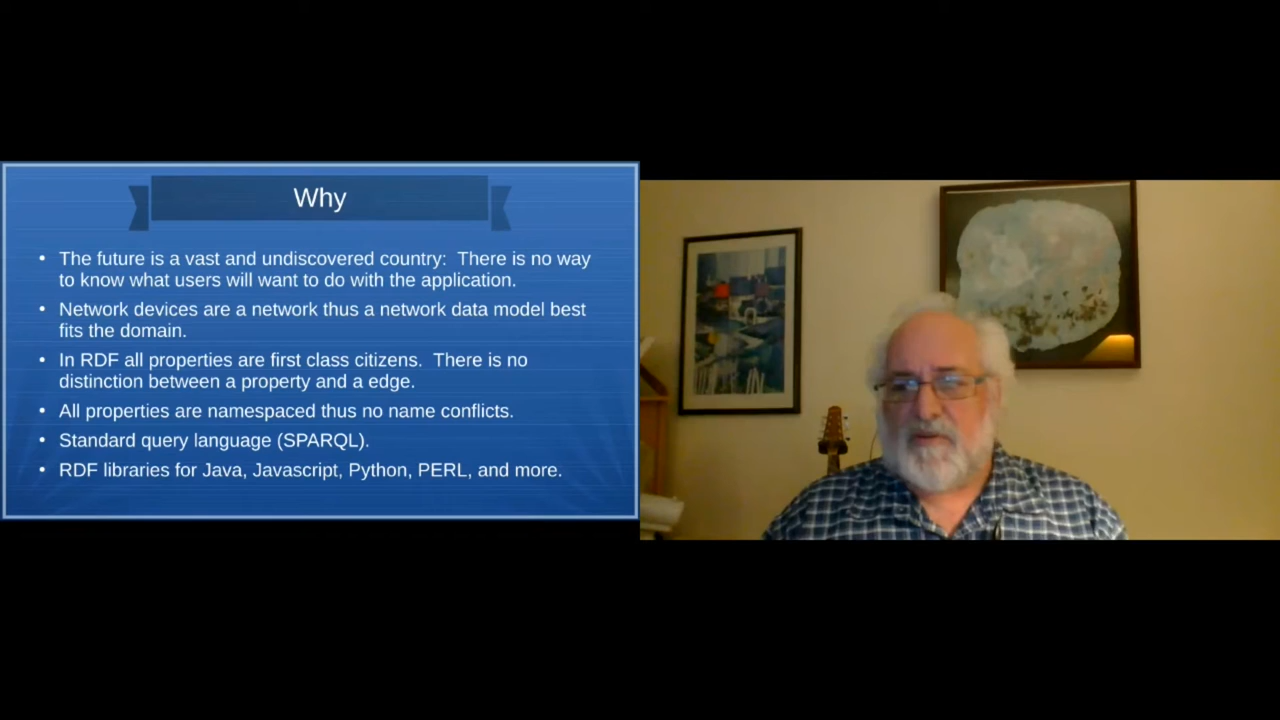 Why
• The future is a vast and undiscovered country:  There is no way
to know what users will want to do with the application.
• Network devices are a network thus a network data model best
fits the domain.
• In RDF all properties are first class citizens.  There is no
distinction between a property and a edge.
• All properties are namespaced thus no name conflicts.
• Standard query language (SPARQL).
• RDF libraries for Java, Javascript, Python, PERL, and more.